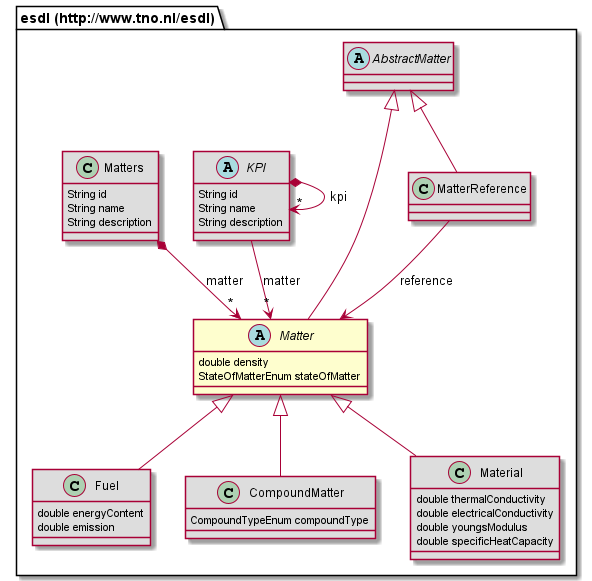 esdl (http://www.tno.nl/esdl)
A AbstractMatter
C Matters
String id
String name
String description
A KPI
String id
String name
String description
kpi
*
C MatterReference
matter
*
matter
*
reference
A Matter
double density
StateOfMatterEnum stateOfMatter
C Fuel
double energyContent
double emission
C CompoundMatter
CompoundTypeEnum compoundType
C Material
double thermalConductivity
double electricalConductivity
double youngsModulus
double specificHeatCapacity